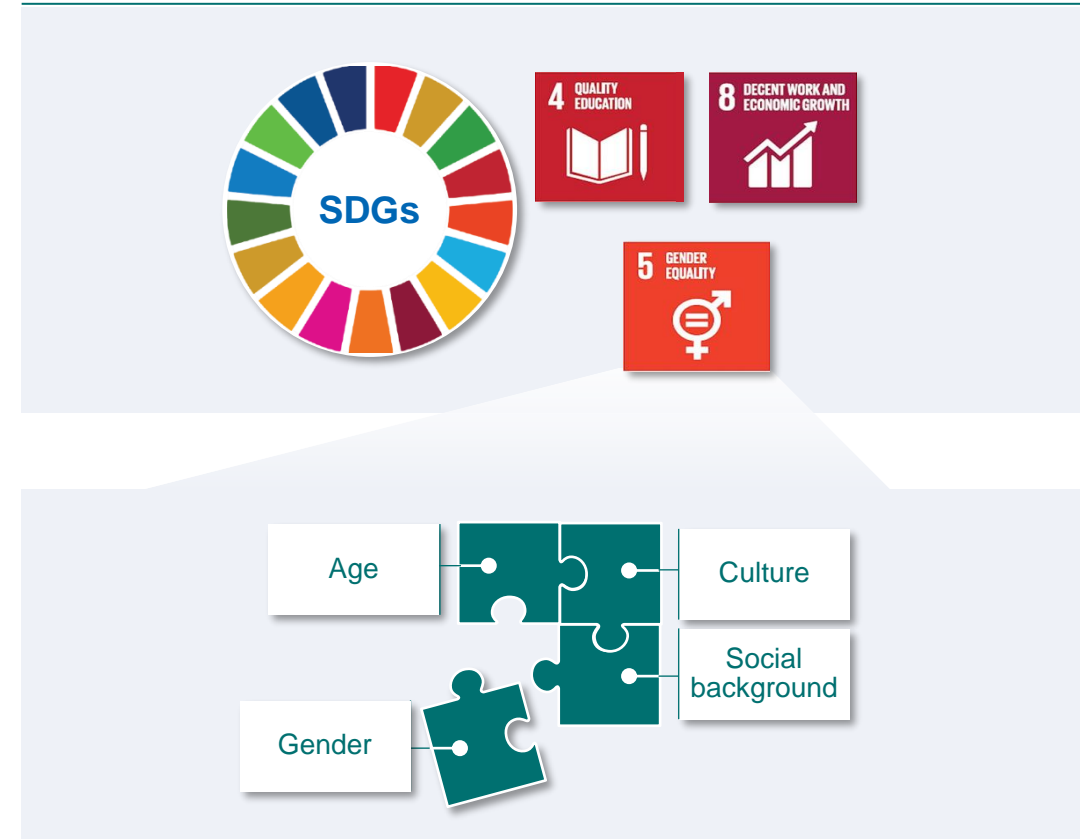 SDGs
4 QUALITY
EDUCATION
8 DECENT WORK AND
ECONOMIC GROWTH
5 GENDER
EQUALITY
Age
Culture
Social
background
Gender